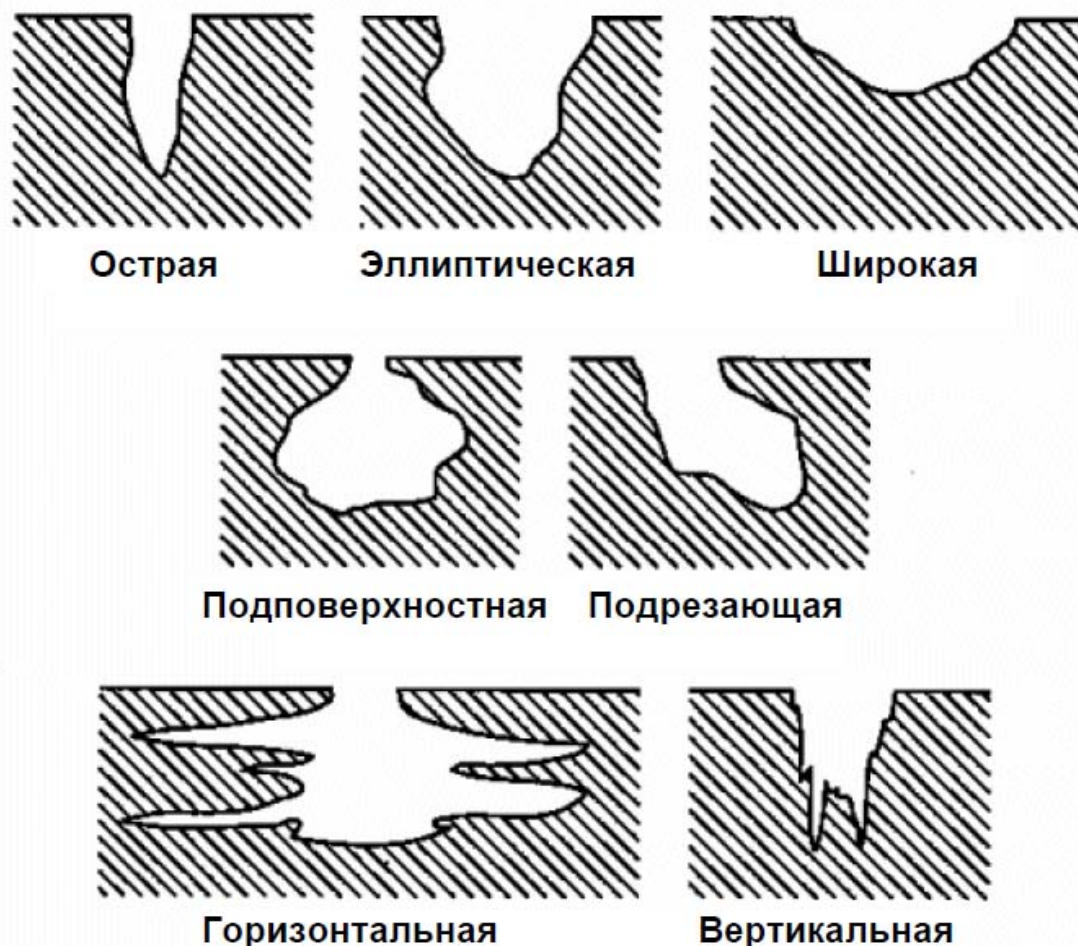 Острая Эллиптическая Широкая
Подповерхностная Подрезающая
Горизонтальная Вертикальная